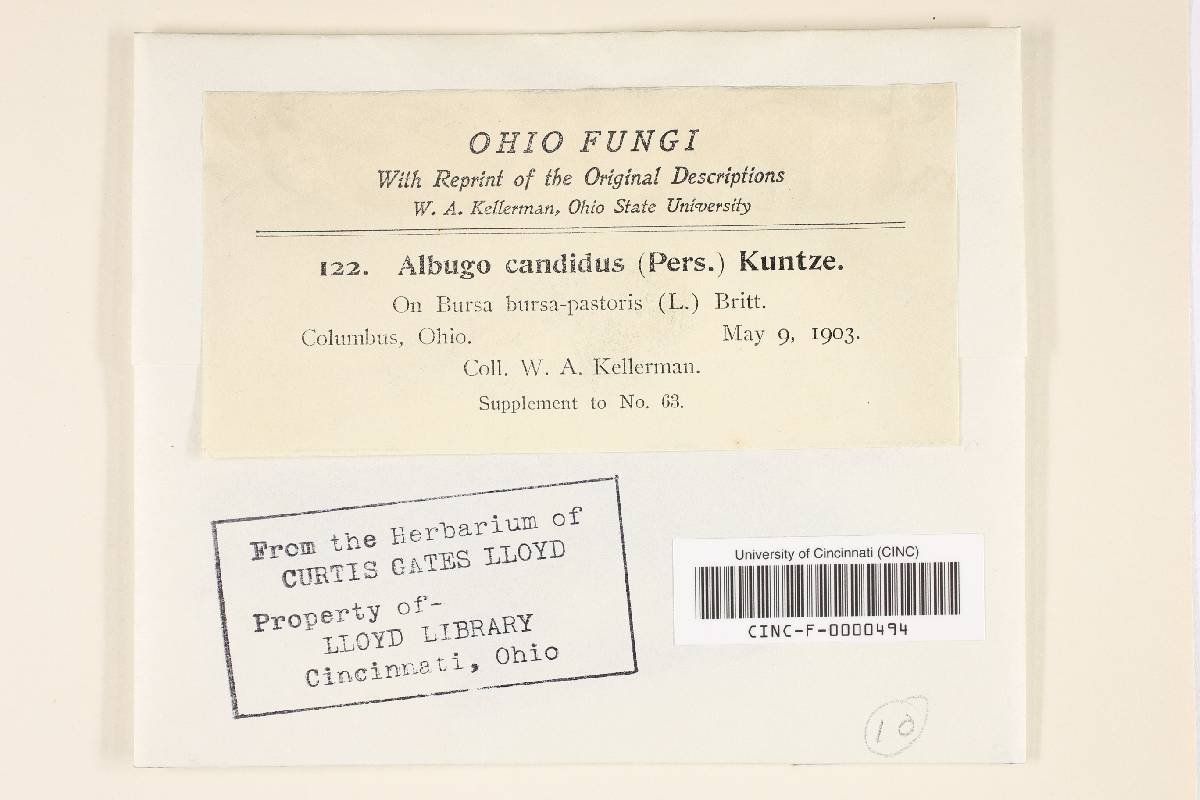 OHIO FUNGI
With Reprint of the Original Descriptions
W. A. Kellerman, Ohio State University
122. Albugo candidus (Pers.) Kuntze.
On Bursa bursa-pastoris (L.) Britt.
Columbus, Ohio. May 9, 1903.
Coll. W. A. Kellerman.
Supplement to No. 63.
From the Herbarium of
CURTIS GATES LLOYD
Property of-
LLOYD LIBRARY
Cincinnati, Ohio
University of Cincinnati (CINC)
CINC-F-0000494
10